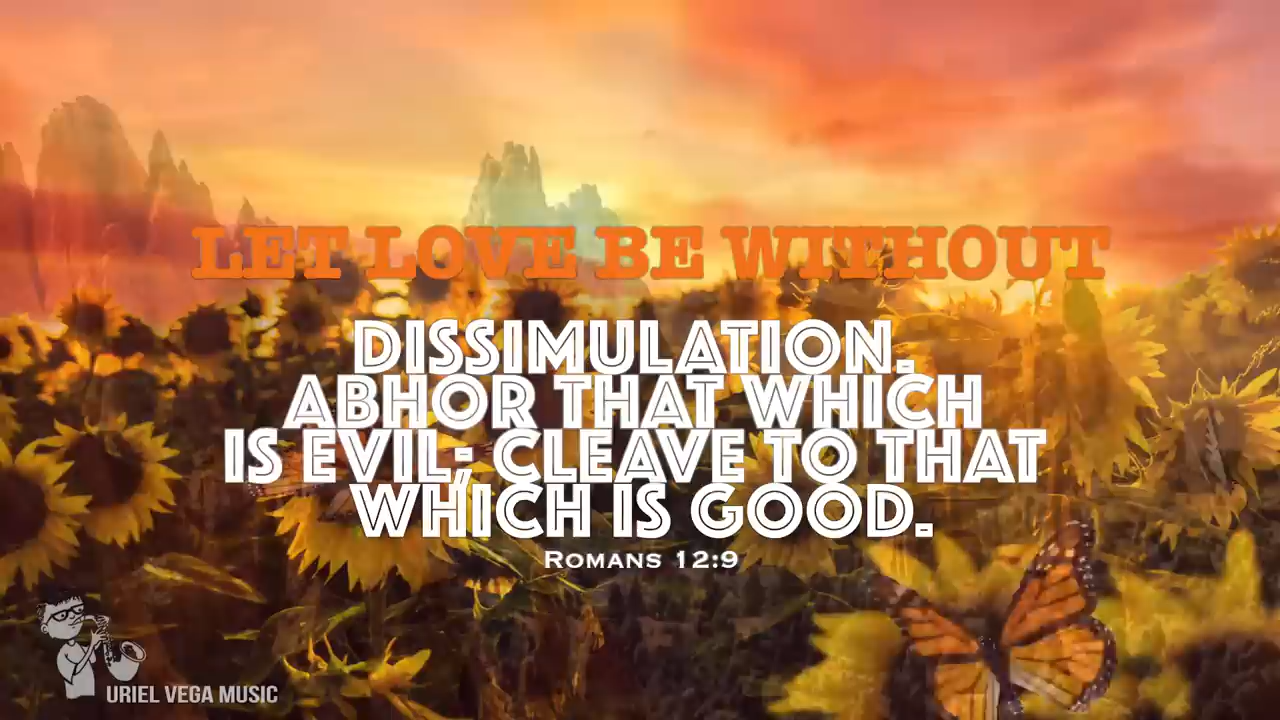 LET LOVE BE WITHOUT
DISSIMULATION.
ABHOR THAT WHICH
IS EVIL; CLEAVE TO THAT
WHICH IS GOOD.
ROMANS 12:9
URIEL VEGA MUSIC